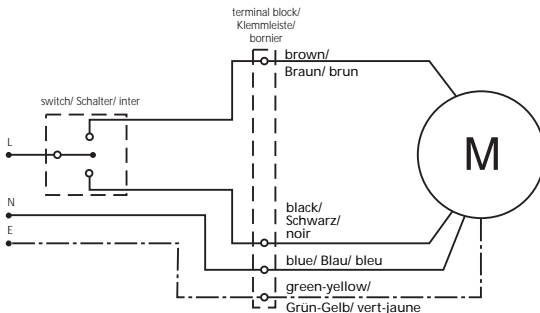 terminal block/
Klemmleiste/
bornier
brown/
Braun/ brun
switch/ Schalter/ inter
L
M
N
E
black/
Schwarz/
noir
blue/ Blau/ bleu
green-yellow/
Grün-Gelb/ vert-jaune